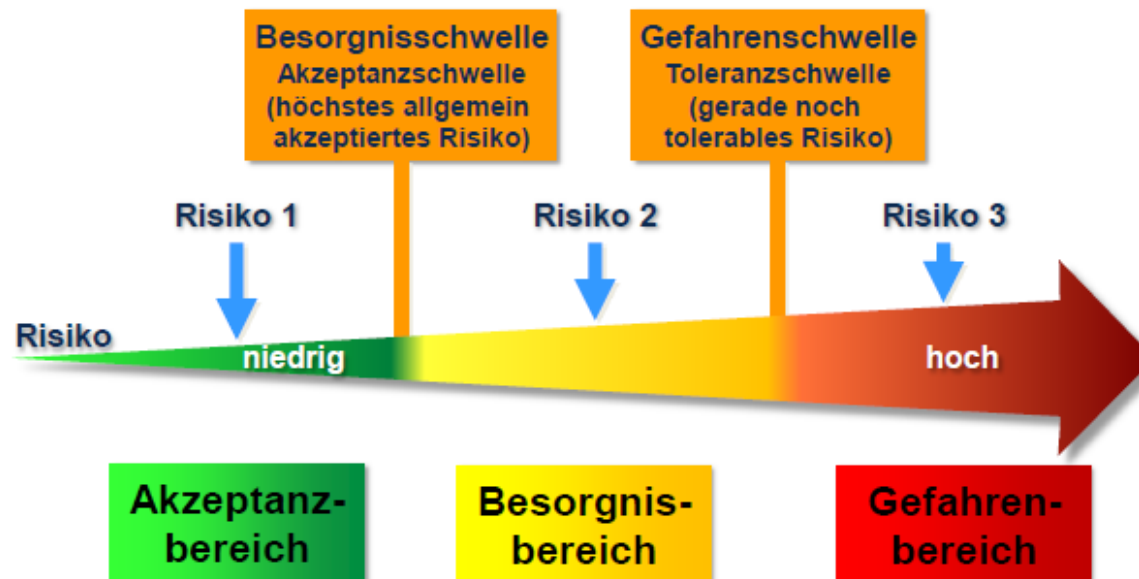 Besorgnisschwelle
Akzeptanzschwelle
(höchstes allgemein
akzeptiertes Risiko)
Gefahrenschwelle
Toleranzschwelle
(gerade noch
tolerables Risiko)
Risiko 1
Risiko 2
Risiko 3
Risiko
niedrig
hoch
Akzeptanz-
bereich
Besorgnis-
bereich
Gefahren-
bereich